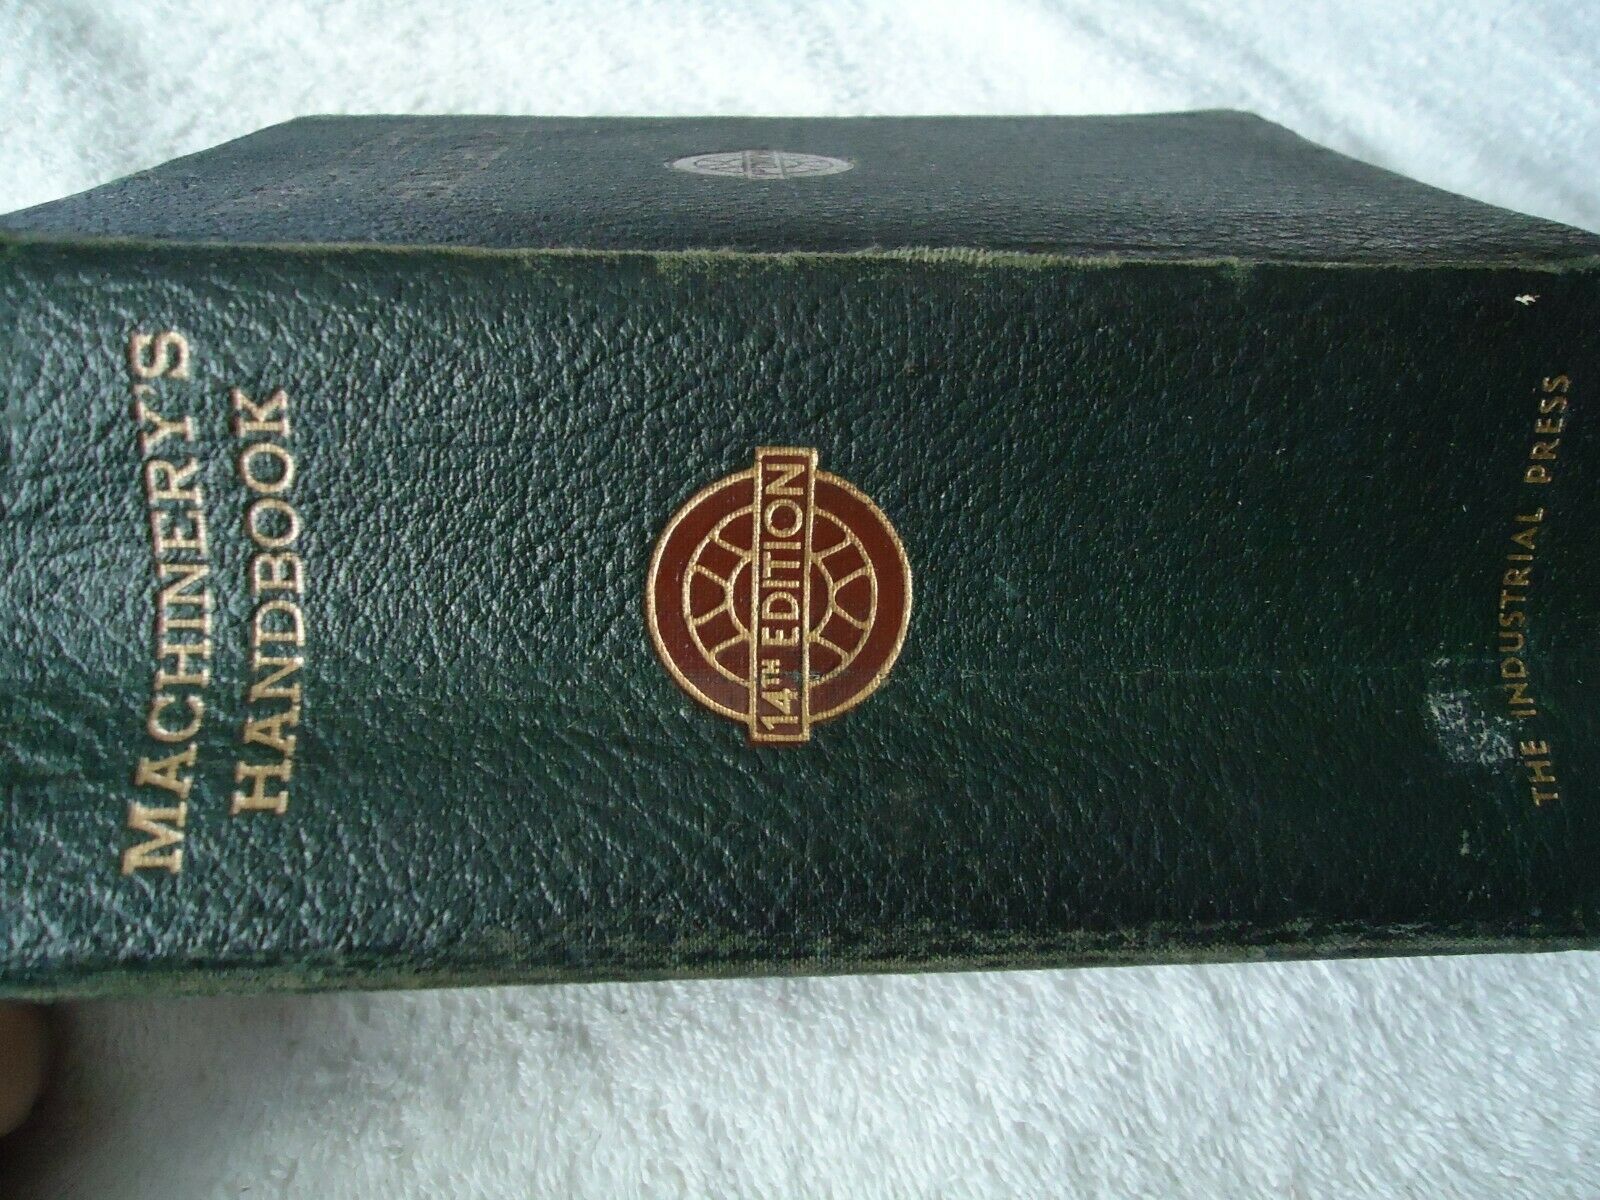 MACHINERY'S
HANDBOOK
14TH EDITION
THE INDUSTRIAL PRESS